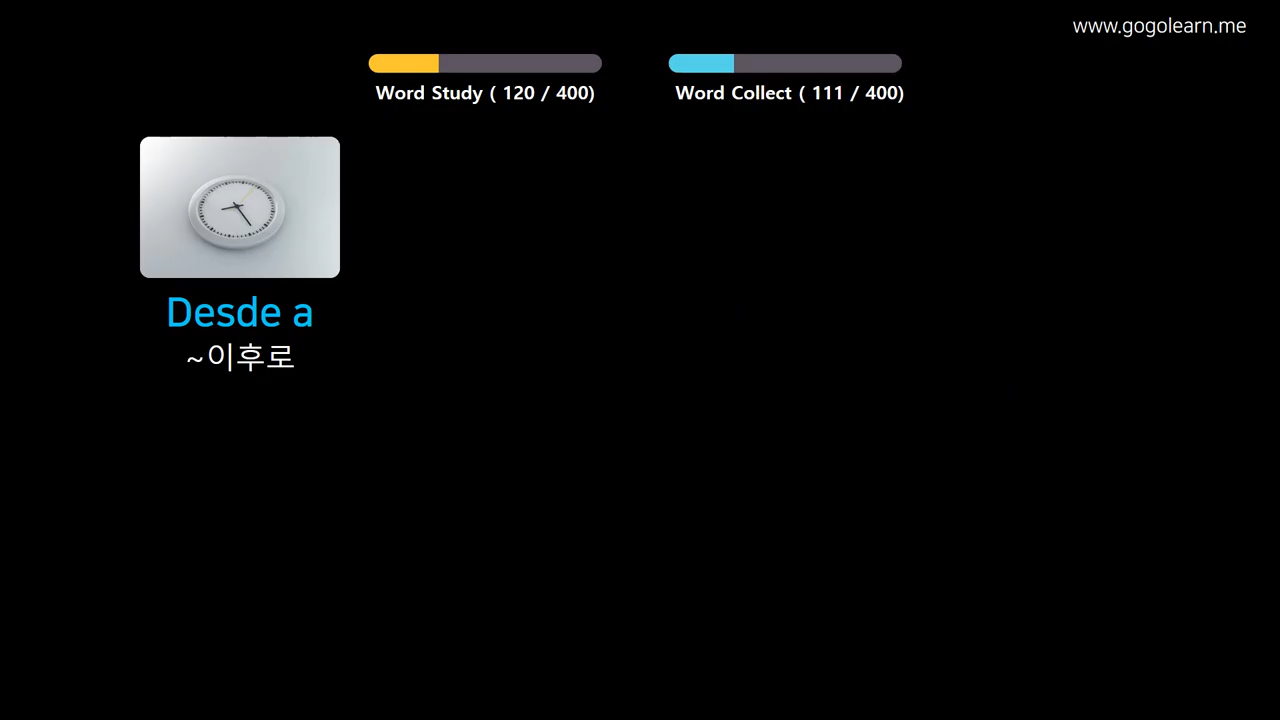 www.gogolearn.me
Word Study ( 120 / 400)
Word Collect ( 111 / 400)
Desde a
~이후로